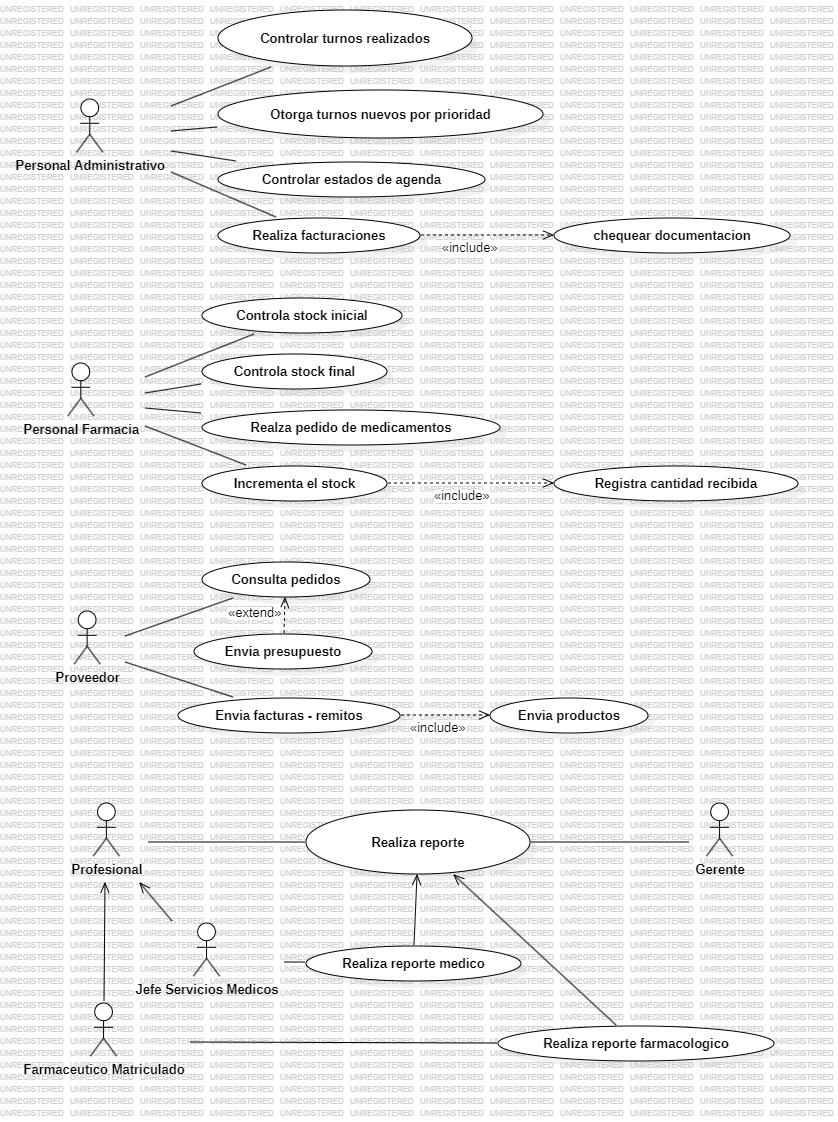 Controlar turnos realizados
Otorga turnos nuevos por prioridad
Personal Administrativo
Controlar estados de agenda
Realiza facturaciones
chequear documentacion
«include»
Controla stock inicial
Controla stock final
Personal Farmacia
Realza pedido de medicamentos
Incrementa el stock
Registra cantidad recibida
«include»
Consulta pedidos
«extend»
Envia presupuesto
Proveedor
Envia facturas - remitos
Envia productos
«include»
Realiza reporte
Profesional
Gerente
Realiza reporte medico
Jefe Servicios Medicos
Realiza reporte farmacologico
Farmaceutico Matriculado
UNREGISTERED